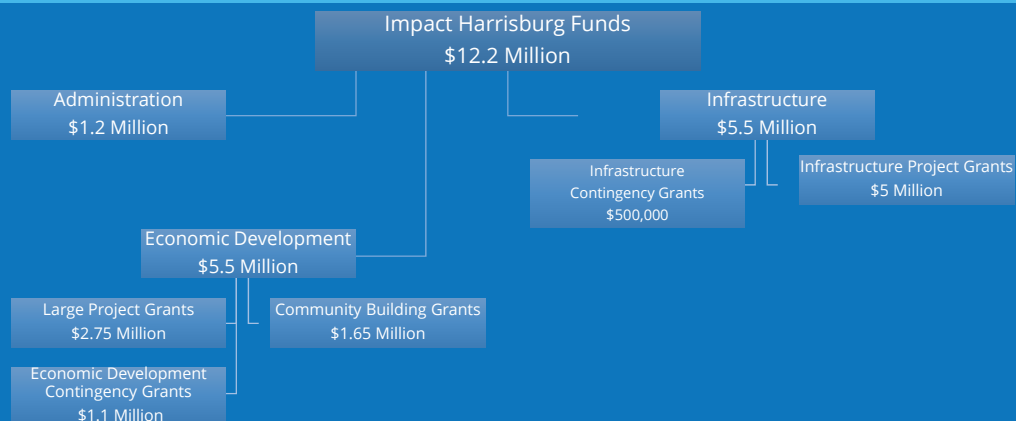 Impact Harrisburg Funds
$12.2 Million
Administration
$1.2 Million
Infrastructure
$5.5 Million
Infrastructure
Contingency Grants
$500,000
Infrastructure Project Grants
$5 Million
Economic Development
$5.5 Million
Large Project Grants
$2.75 Million
Community Building Grants
$1.65 Million
Economic Development
Contingency Grants
$1.1 Million